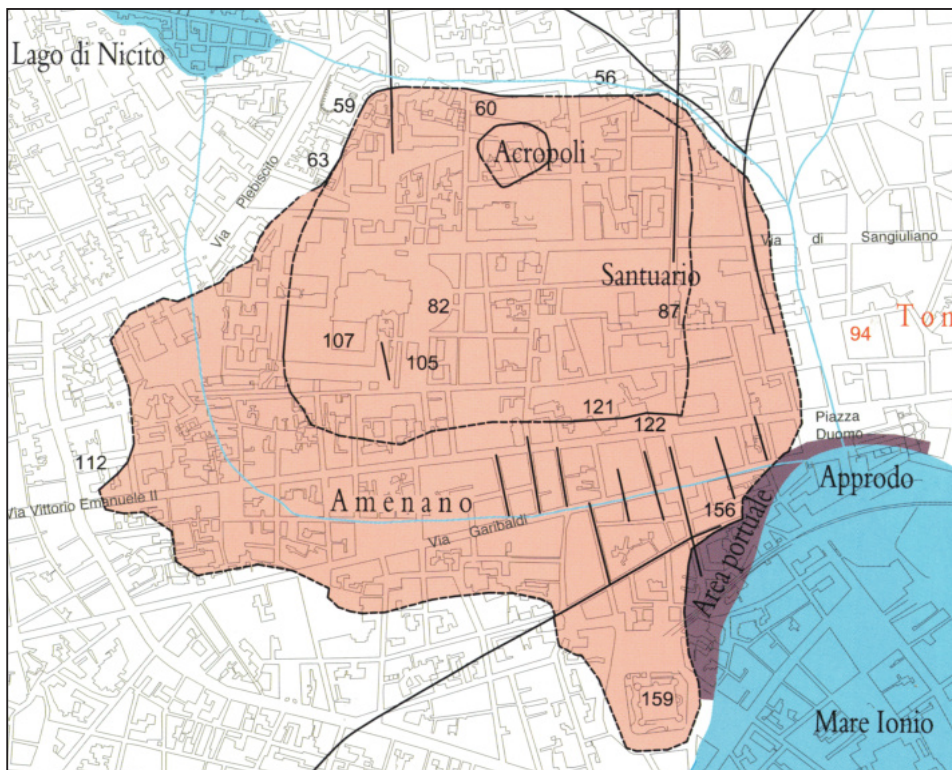 Lago di Nicito
56
59
60
63
Acropoli
Via Plebiscito
Via di Sangiuliano
Santuario
82
87
94
107
105
121
122
Piazza
Duomo
112
Via Vittorio Emanuele II
Amenano
Via Garibaldi
156
Approdo
Area portuale
159
Mare Ionio